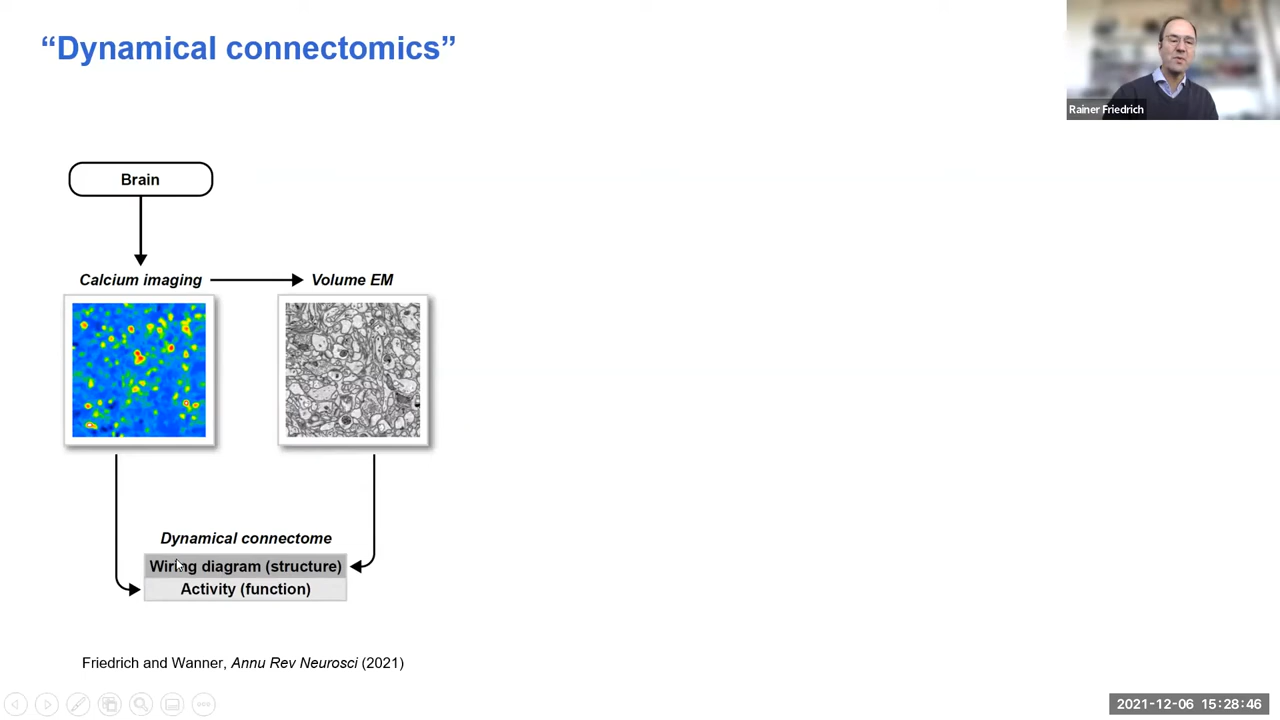 “Dynamical connectomics”
Rainer Friedrich
Brain
Calcium imaging
Volume EM
Dynamical connectome
Wiring diagram (structure)
Activity (function)
Friedrich and Wanner, Annu Rev Neurosci (2021)
2021-12-06 15:28:46